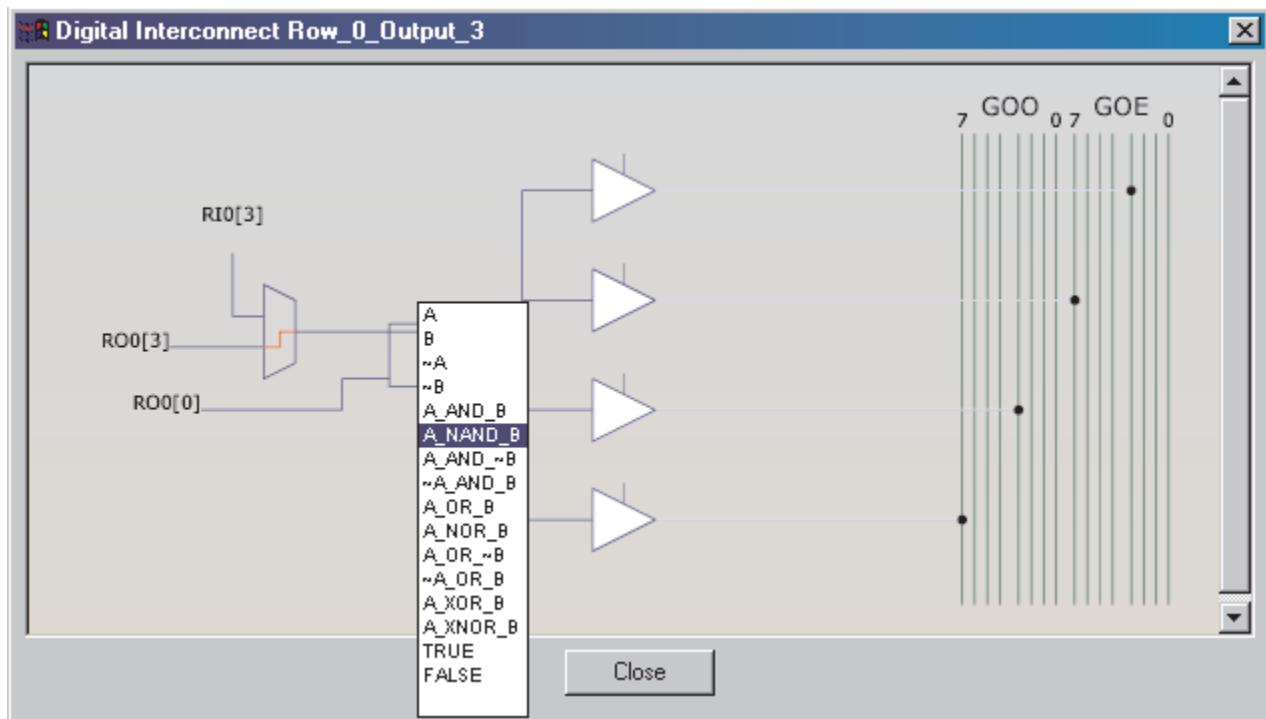 Digital Interconnect Row_0_Output_3
7 GOO 0 7 GOE 0
RI0[3]
RO0[3]
RO0[0]
A
B
~A
~B
A_AND_B
A_NAND_B
A_AND_~B
~A_AND_B
A_OR_B
A_NOR_B
A_OR_~B
~A_OR_B
A_XOR_B
A_XNOR_B
TRUE
FALSE
Close